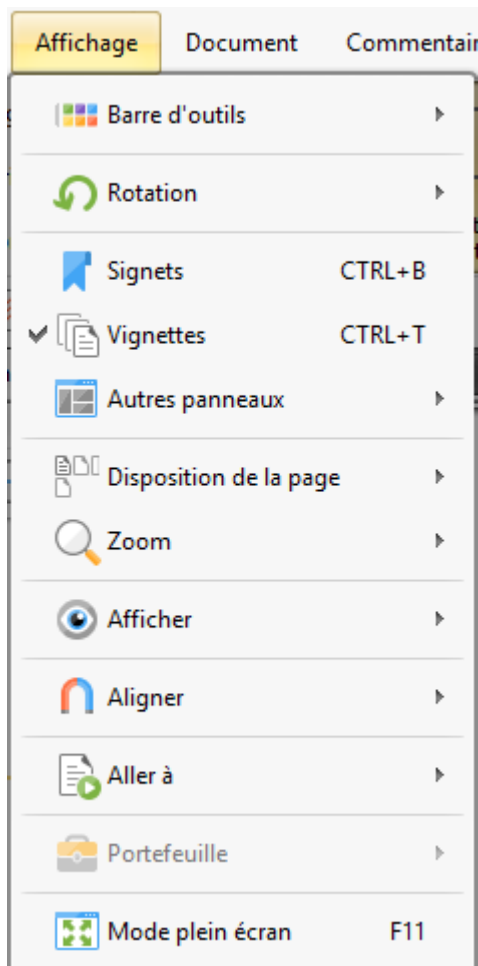 Affichage Document Commentair
Barre d'outils
Rotation
Signets CTRL+B
Vignettes CTRL+T
Autres panneaux
Disposition de la page
Zoom
Afficher
Aligner
Aller à
Portefeuille
Mode plein écran F11